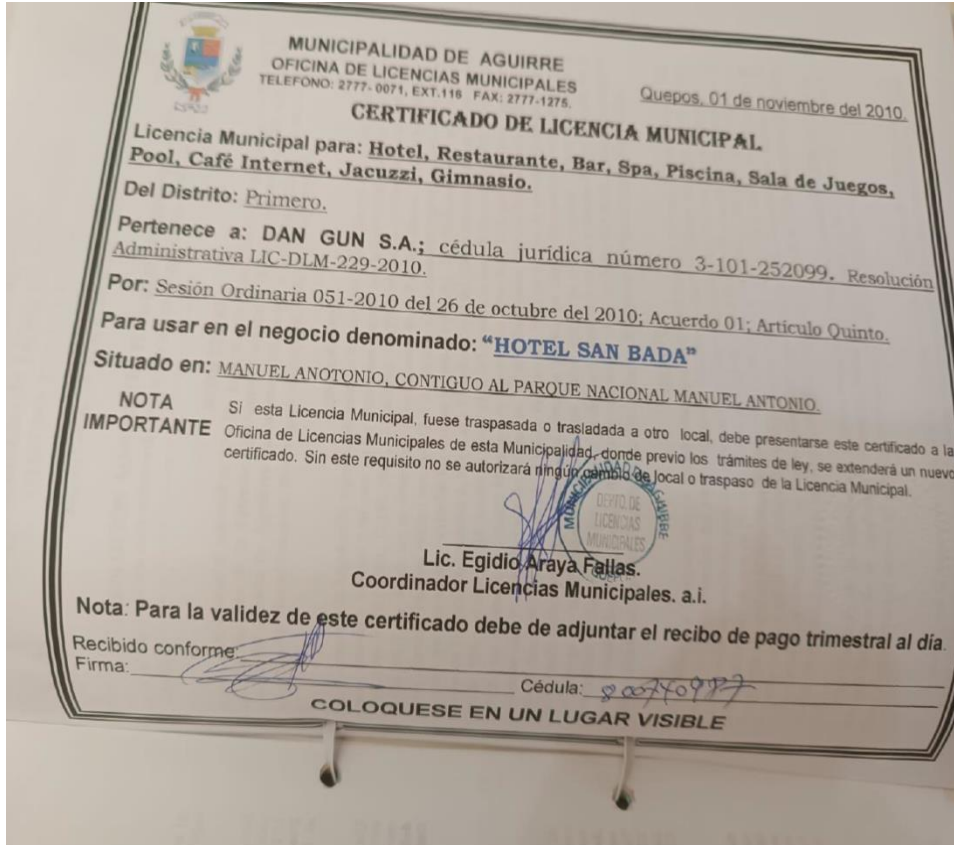 MUNICIPALIDAD DE AGUIRRE
OFICINA DE LICENCIAS MUNICIPALES
TELEFONO: 2777- 0071, EXT.116 FAX: 2777-1275.
Quepos, 01 de noviembre del 2010.
CERTIFICADO DE LICENCIA MUNICIPAL
Licencia Municipal para: Hotel, Restaurante, Bar, Spa, Piscina, Sala de Juegos,
Pool, Café Internet, Jacuzzi, Gimnasio.
Del Distrito: Primero.
Pertenece a: DAN GUN S.A.; cédula jurídica número 3-101-252099. Resolución
Administrativa LIC-DLM-229-2010.
Por: Sesión Ordinaria 051-2010 del 26 de octubre del 2010; Acuerdo 01; Artículo Quinto.
Para usar en el negocio denominado: “HOTEL SAN BADA”
Situado en: MANUEL ANOTONIO, CONTIGUO AL PARQUE NACIONAL MANUEL ANTONIO.
NOTA IMPORTANTE
Si esta Licencia Municipal, fuese traspasada o trasladada a otro local, debe presentarse este certificado a la
Oficina de Licencias Municipales de esta Municipalidad, donde previo los trámites de ley, se extenderá un nuevo
certificado. Sin este requisito no se autorizará ningún cambio de local o traspaso de la Licencia Municipal.
MUNICIPALIDAD DE AGUIRRE
DEPTO. DE
LICENCIAS
MUNICIPALES
Lic. Egidio Araya Fallas.
Coordinador Licencias Municipales. a.i.
Nota: Para la validez de este certificado debe de adjuntar el recibo de pago trimestral al día.
Recibido conforme:
Firma: Cédula: 800740987
COLOQUESE EN UN LUGAR VISIBLE